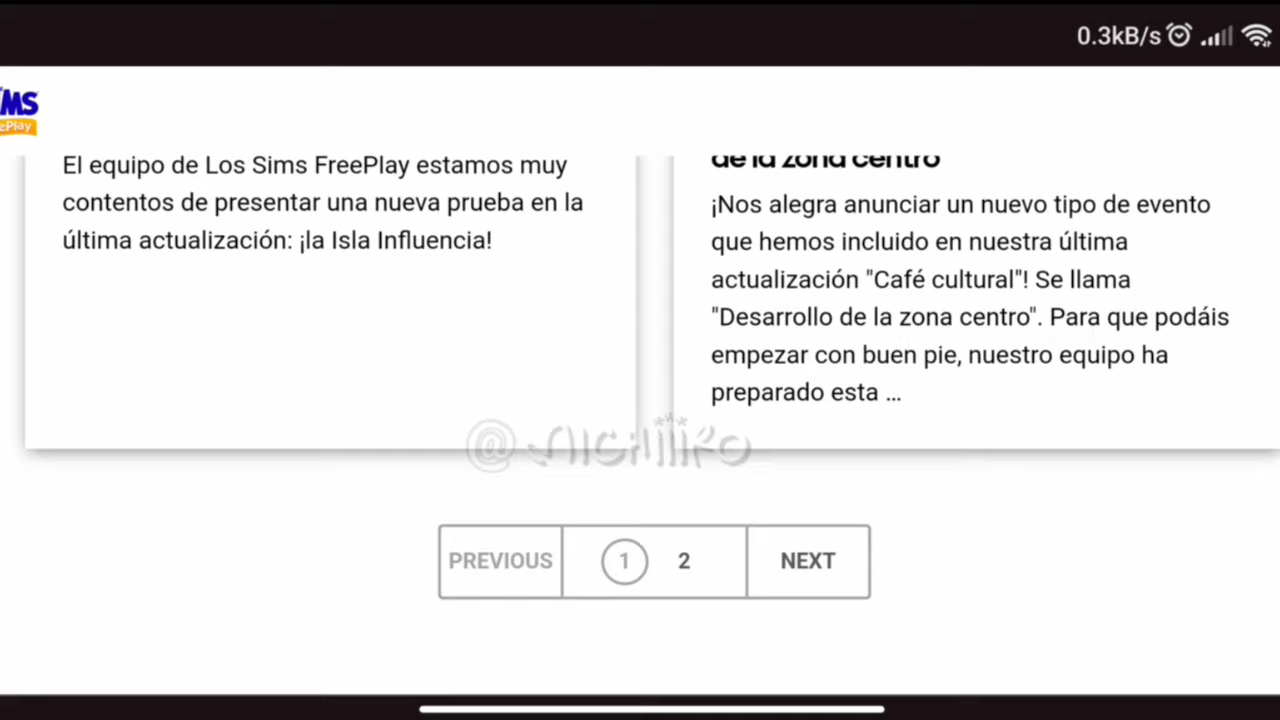 0.3kB/s
MS
ePlay
El equipo de Los Sims FreePlay estamos muy
contentos de presentar una nueva prueba en la
última actualización: ¡la Isla Influencia!
de la zona centro
¡Nos alegra anunciar un nuevo tipo de evento
que hemos incluido en nuestra última
actualización "Café cultural"! Se llama
"Desarrollo de la zona centro". Para que podáis
empezar con buen pie, nuestro equipo ha
preparado esta ...
PREVIOUS 1 2 NEXT